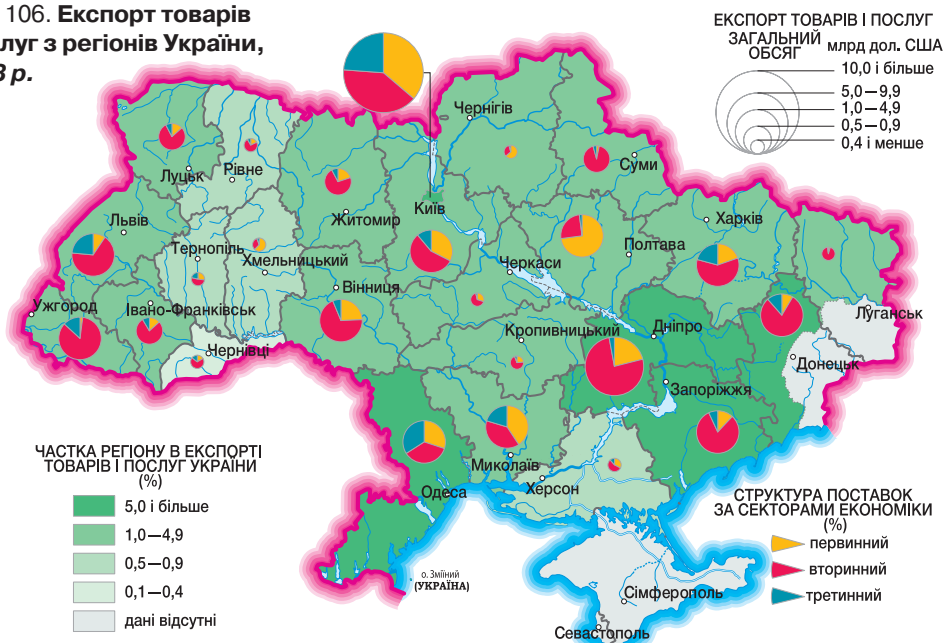 106. Експорт товарів
луг з регіонів України,
р.
ЕКСПОРТ ТОВАРІВ І ПОСЛУГ
ЗАГАЛЬНИЙ
ОБСЯГ млрд дол. США
10,0 і більше
5,0—9,9
1,0—4,9
0,5—0,9
0,4 і менше
Чернігів
Луцьк
Рівне
Суми
Житомир
Київ
Львів
Харків
Тернопіль
Хмельницький
Полтава
Черкаси
Вінниця
Ужгород
Івано-Франківськ
Луганськ
Кропивницький
Дніпро
Чернівці
Донецьк
Запоріжжя
Миколаїв
Херсон
Одеса
о. Зміїний
(УКРАЇНА)
Сімферополь
Севастополь
ЧАСТКА РЕГІОНУ В ЕКСПОРТІ
ТОВАРІВ І ПОСЛУГ УКРАЇНИ
(%)
5,0 і більше
1,0—4,9
0,5—0,9
0,1—0,4
дані відсутні
СТРУКТУРА ПОСТАВОК
ЗА СЕКТОРАМИ ЕКОНОМІКИ
(%)
первинний
вторинний
третинний